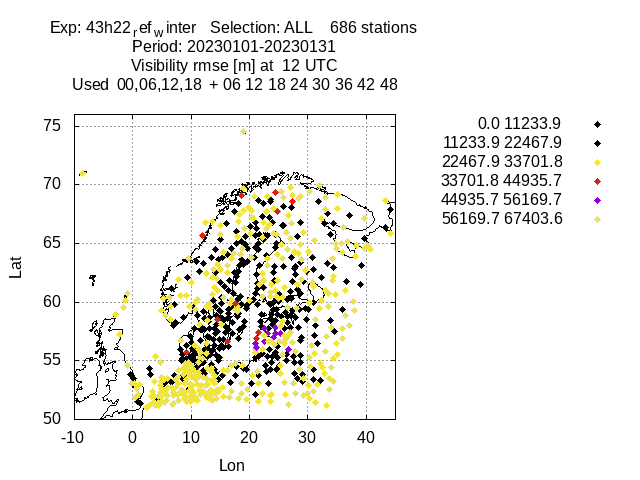 Exp: 43h22ref winter   Selection: ALL    686 stations
Period: 20230101-20230131
Visibility rmse [m] at  12 UTC
Used  00,06,12,18  + 06 12 18 24 30 36 42 48
0.0 11233.9
11233.9 22467.9
22467.9 33701.8
33701.8 44935.7
44935.7 56169.7
56169.7 67403.6
75
70
65
60
55
50
Lat
-10 0 10 20 30 40
Lon